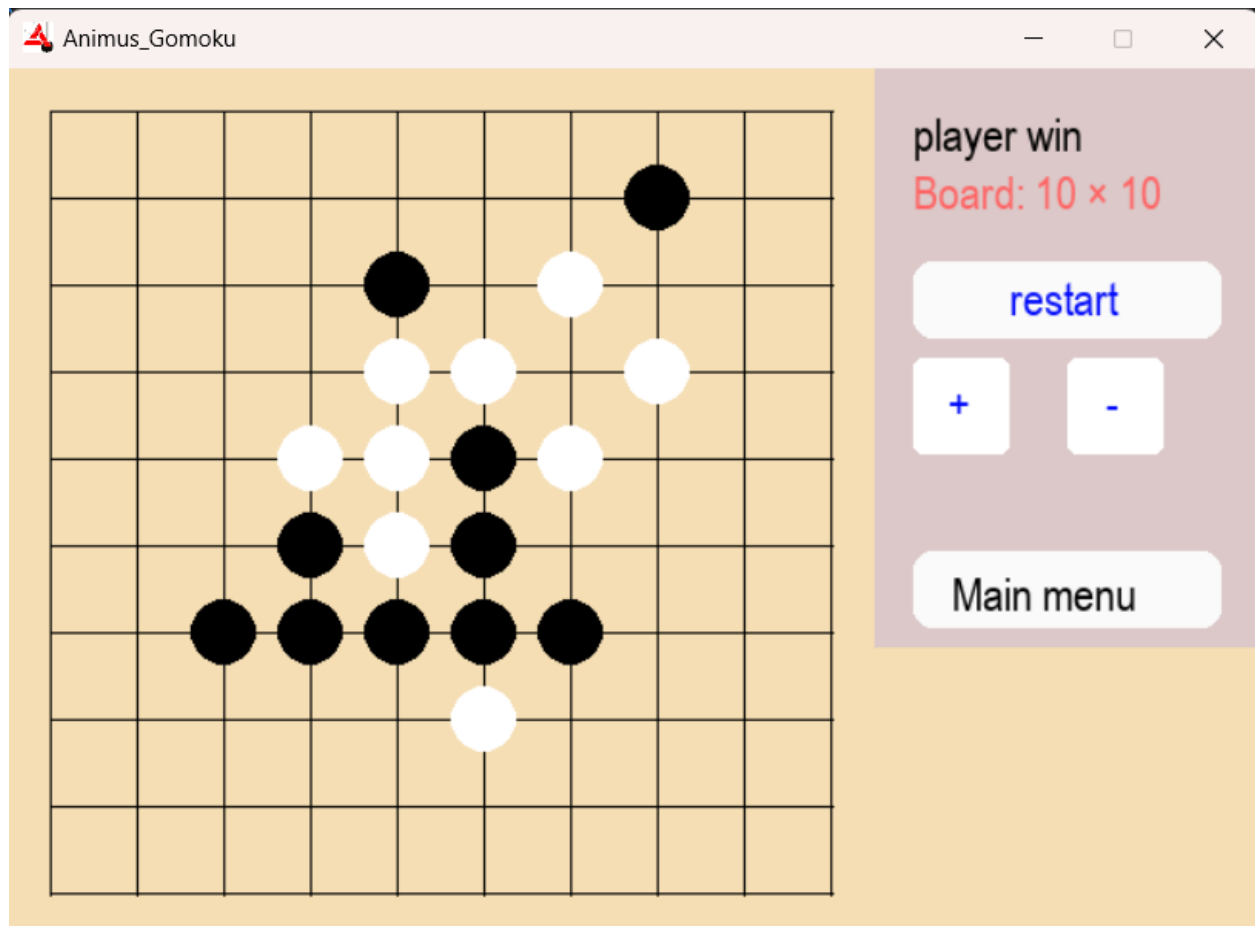 Animus_Gomoku
player win
Board: 10 × 10
restart
+ -
Main menu